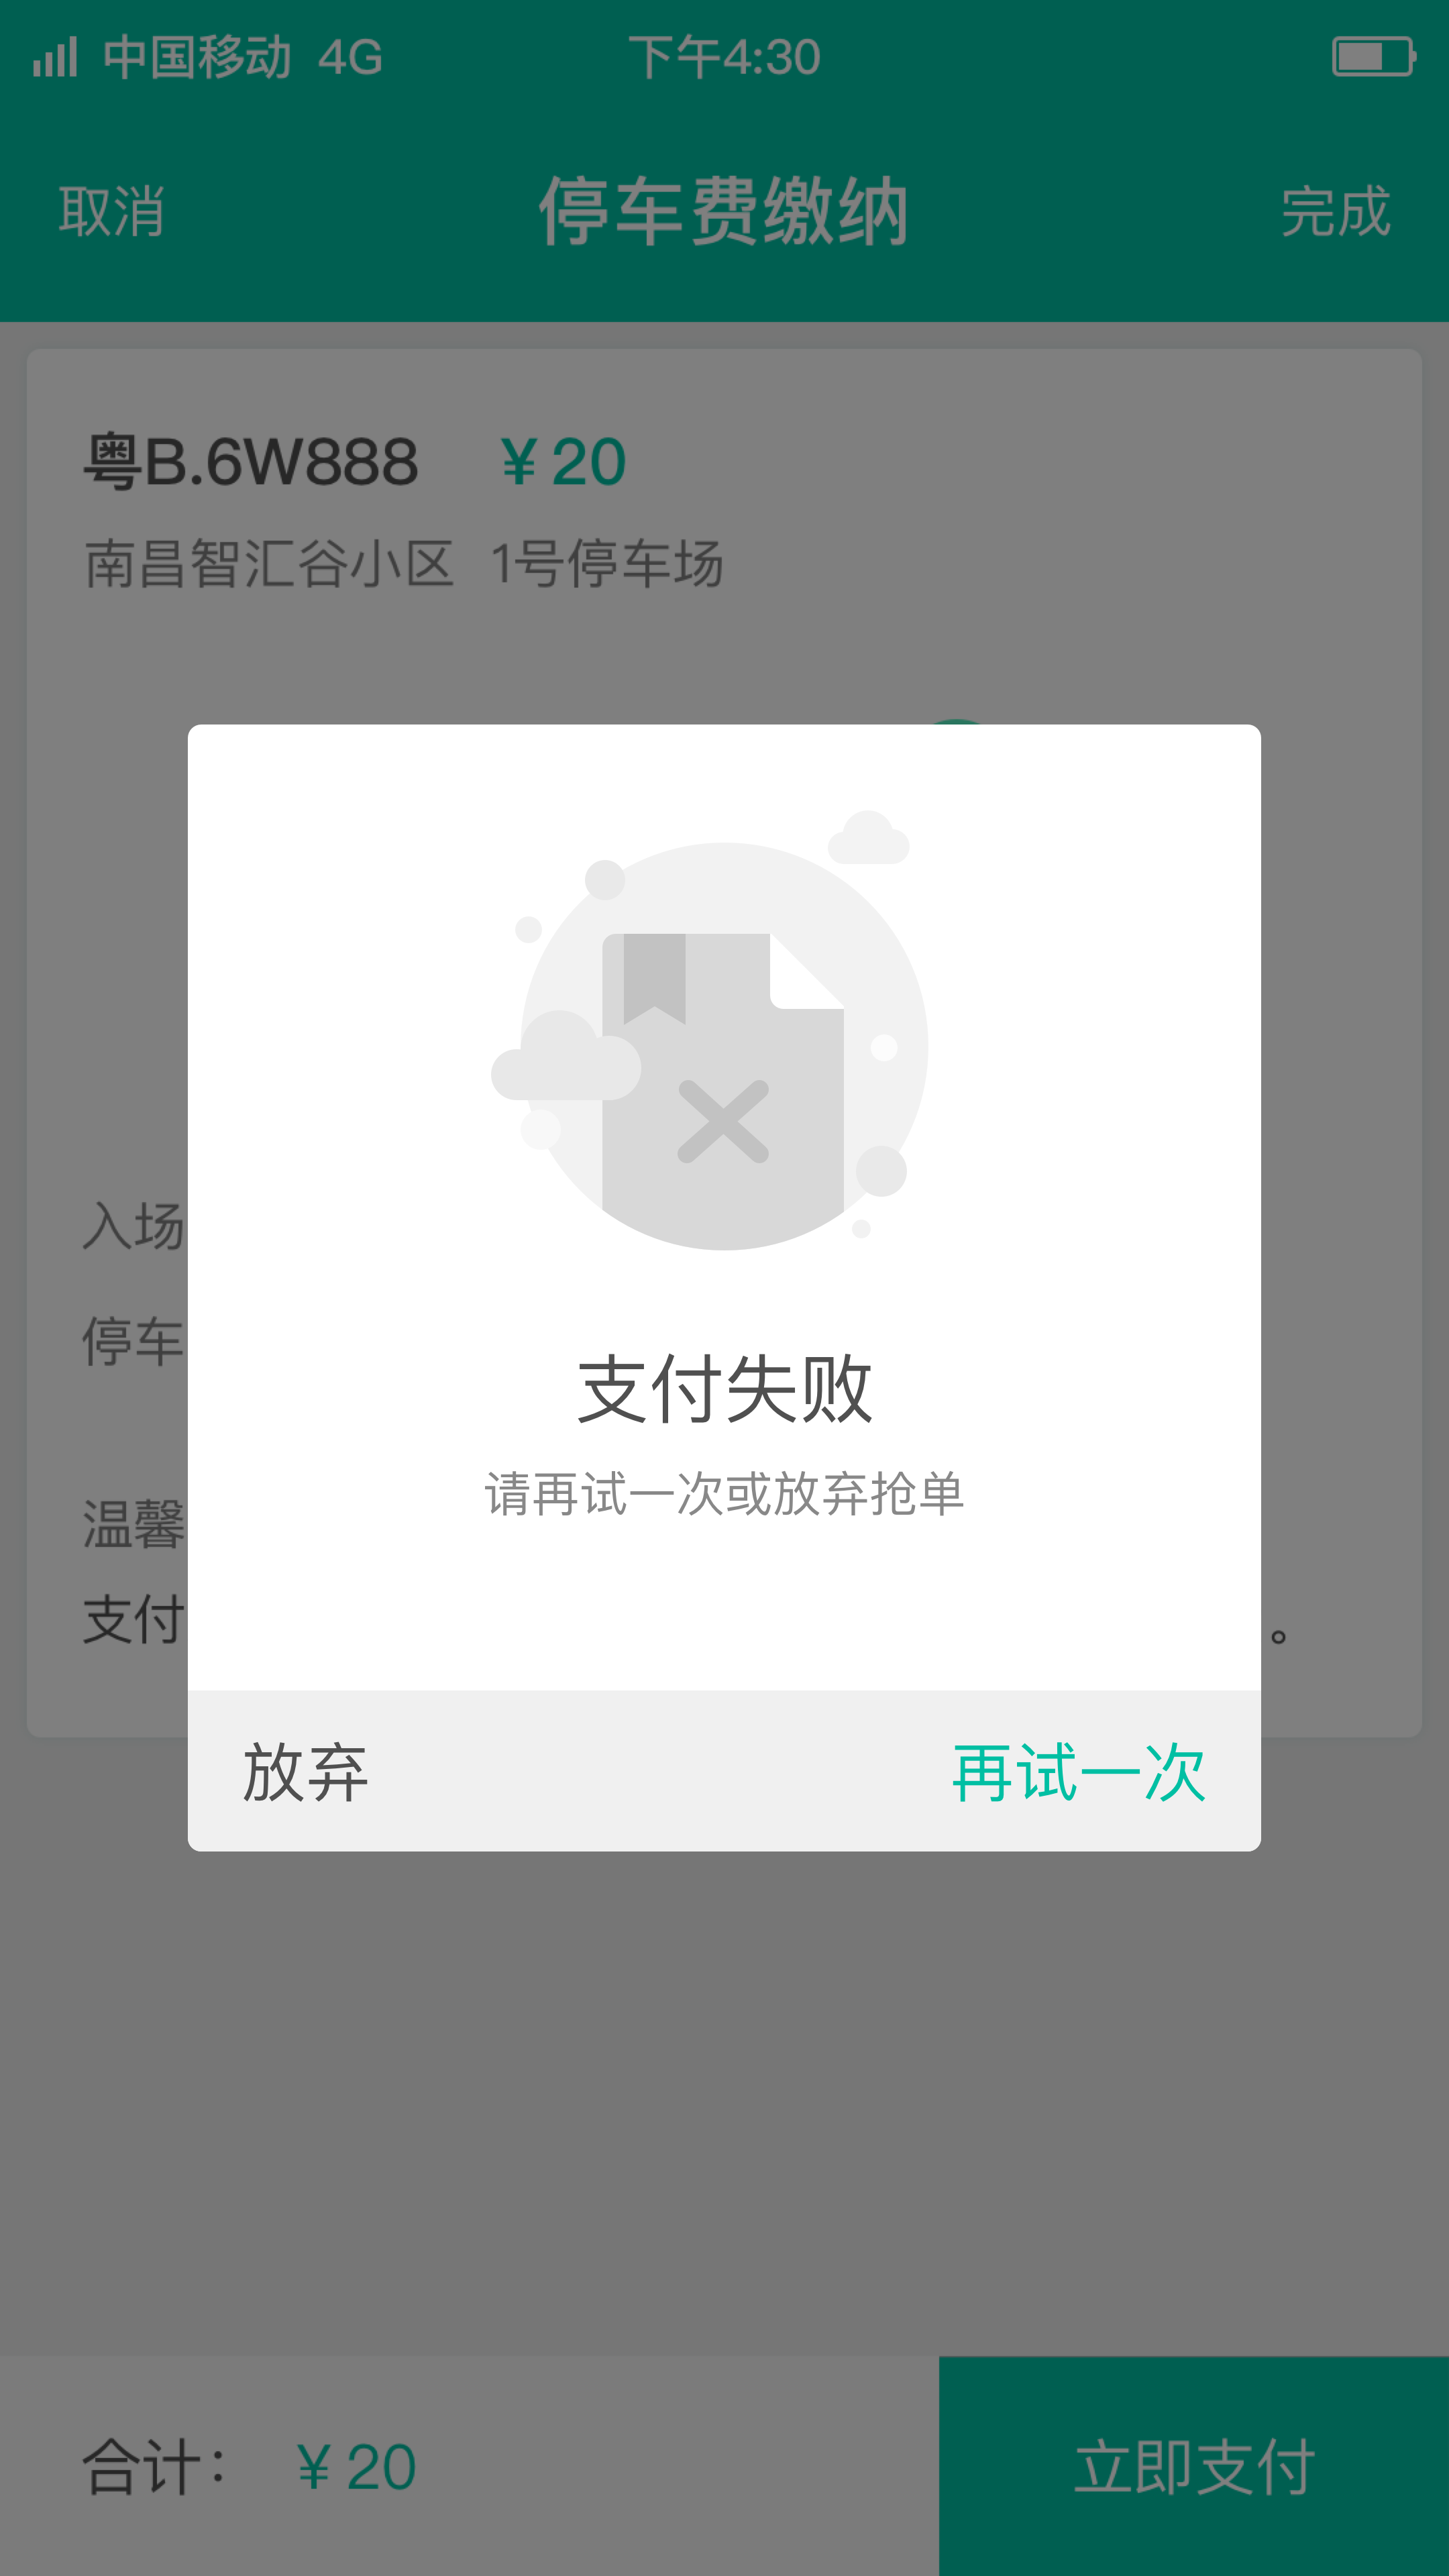 中国移动 4G 下午4:30
取消 停车费缴纳 完成
粤B.6W888 ¥20
南昌智汇谷小区 1号停车场
入场
停车
支付失败
请再试一次或放弃抢单
温馨
支付 。
放弃 再试一次
合计： ¥20 立即支付